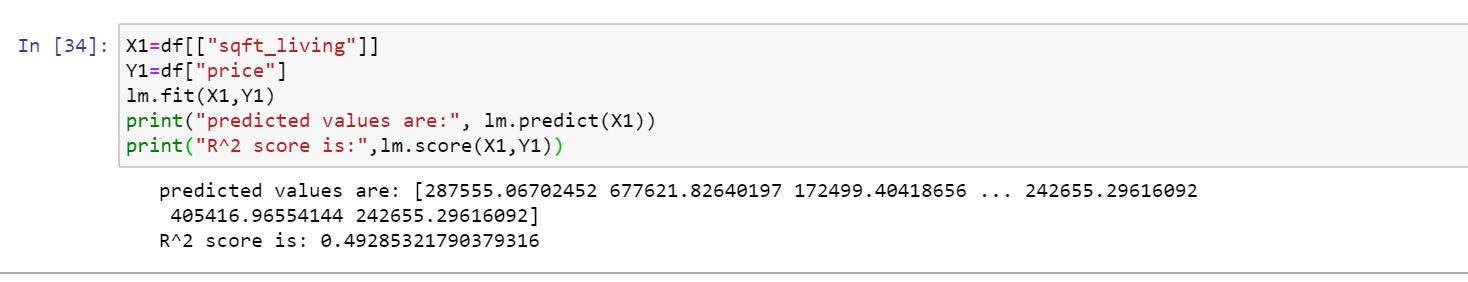 In [34]: X1=df[["sqft_living"]]
Y1=df["price"]
lm.fit(X1,Y1)
print("predicted values are:", lm.predict(X1))
print("R^2 score is:",lm.score(X1,Y1))
predicted values are: [287555.06702452 677621.82640197 172499.40418656 ... 242655.29616092
405416.96554144 242655.29616092]
R^2 score is: 0.49285321790379316